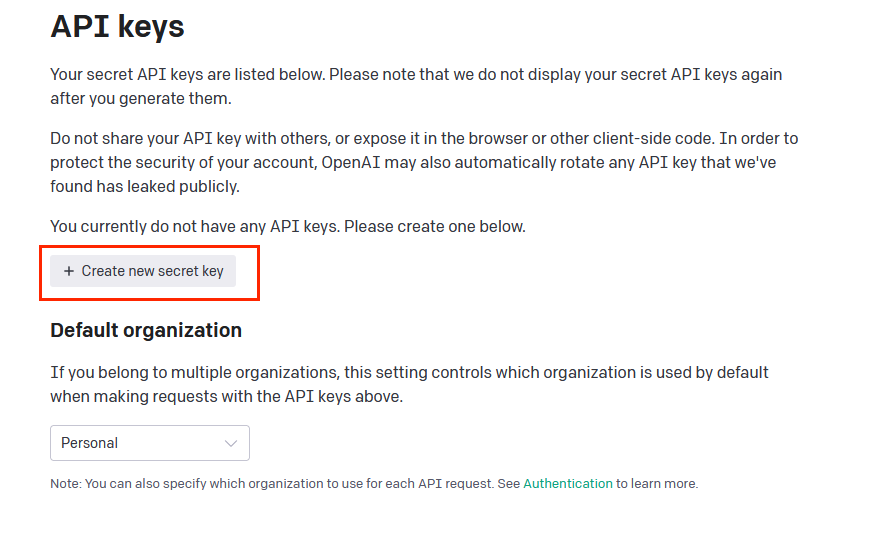 API keys
Your secret API keys are listed below. Please note that we do not display your secret API keys again
after you generate them.
Do not share your API key with others, or expose it in the browser or other client-side code. In order to
protect the security of your account, OpenAI may also automatically rotate any API key that we've
found has leaked publicly.
You currently do not have any API keys. Please create one below.
+ Create new secret key
Default organization
If you belong to multiple organizations, this setting controls which organization is used by default
when making requests with the API keys above.
Personal
Note: You can also specify which organization to use for each API request. See Authentication to learn more.